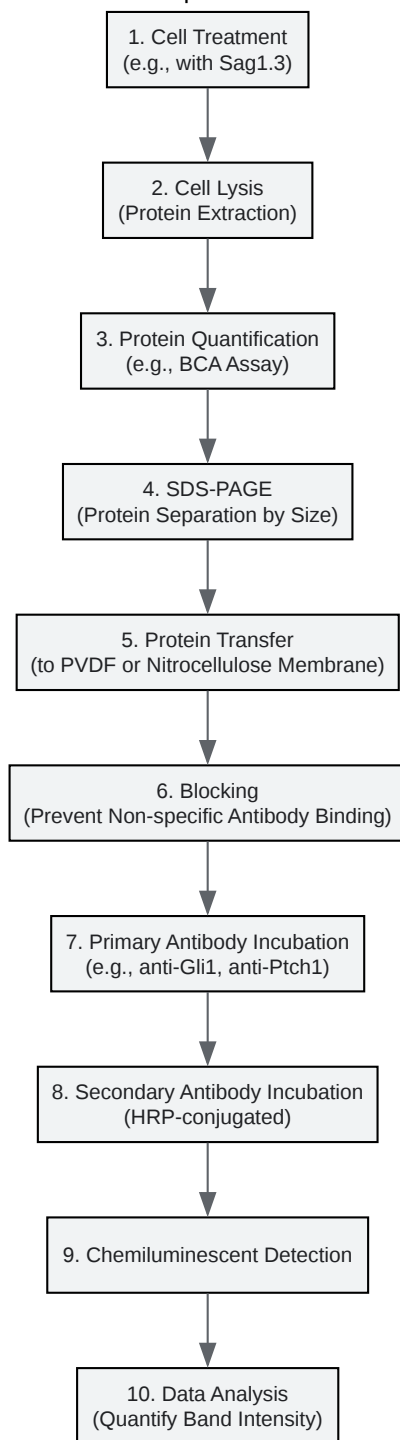 1. Cell Treatment
(e.g., with Sag1.3)
2. Cell Lysis
(Protein Extraction)
3. Protein Quantification
(e.g., BCA Assay)
4. SDS-PAGE
(Protein Separation by Size)
5. Protein Transfer
(to PVDF or Nitrocellulose Membrane)
6. Blocking
(Prevent Non-specific Antibody Binding)
7. Primary Antibody Incubation
(e.g., anti-Gli1, anti-Ptch1)
8. Secondary Antibody Incubation
(HRP-conjugated)
9. Chemiluminescent Detection
10. Data Analysis
(Quantify Band Intensity)